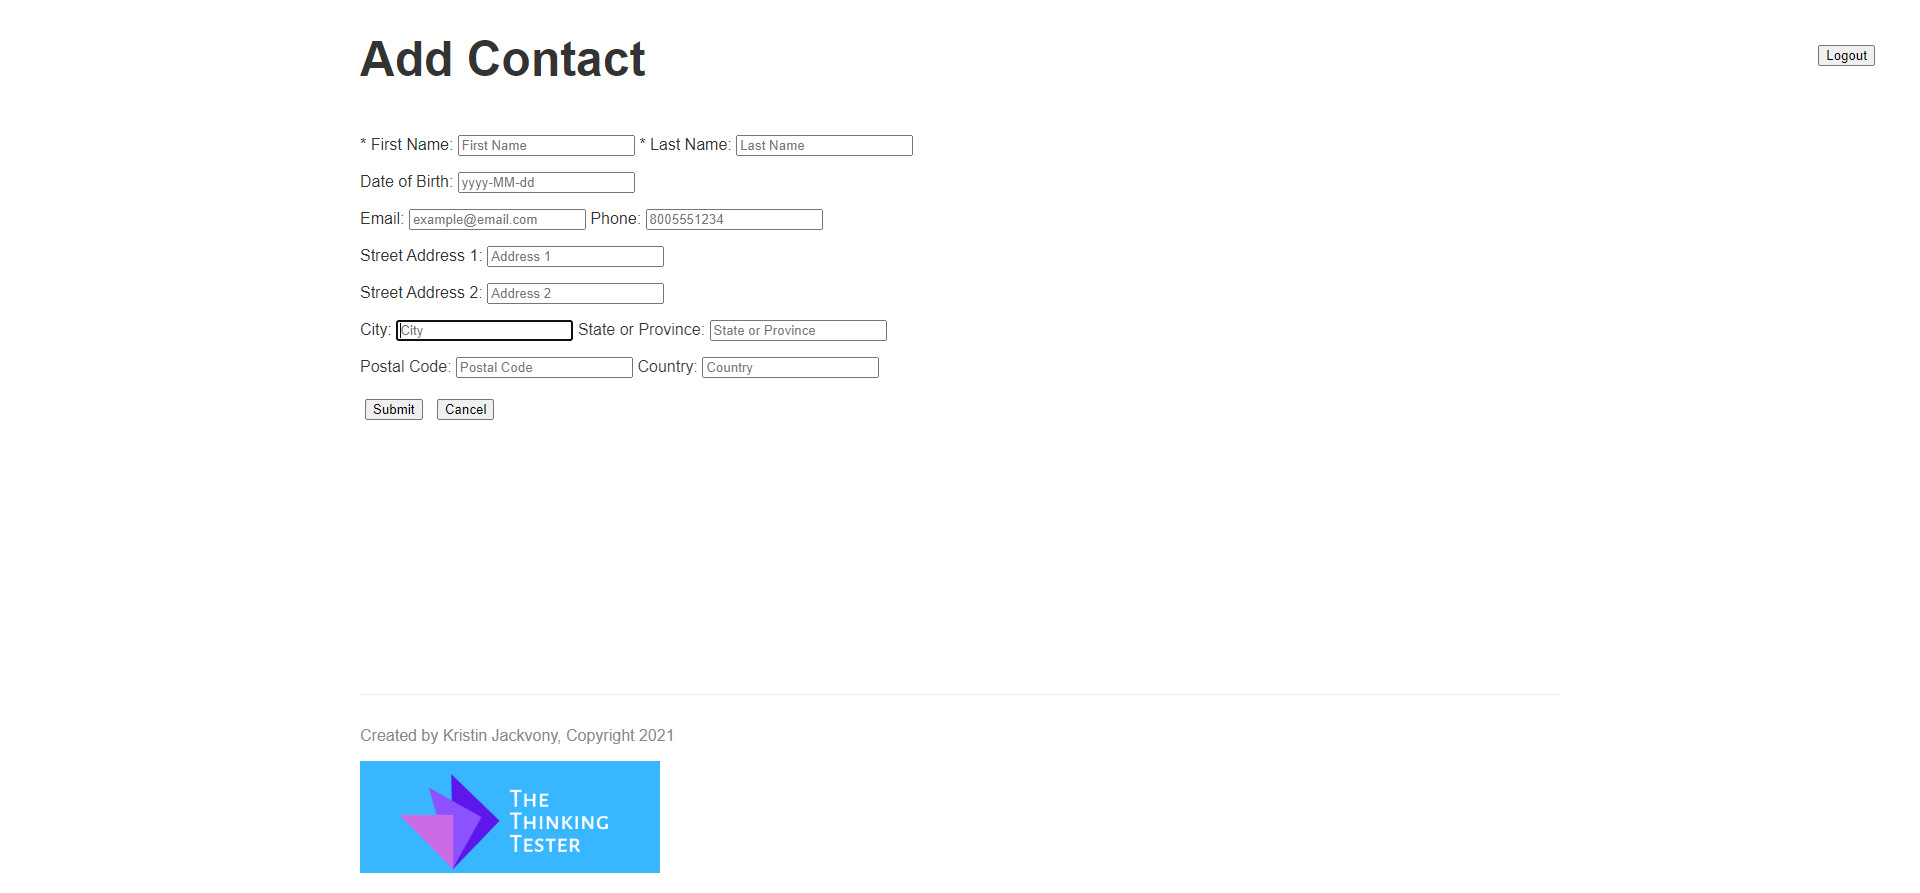 Add Contact
Logout
* First Name: First Name * Last Name: Last Name
Date of Birth: yyyy-MM-dd
Email: example@email.com Phone: 8005551234
Street Address 1: Address 1
Street Address 2: Address 2
City: City State or Province: State or Province
Postal Code: Postal Code Country: Country
Submit Cancel
Created by Kristin Jackvony, Copyright 2021
THE
THINKING
TESTER